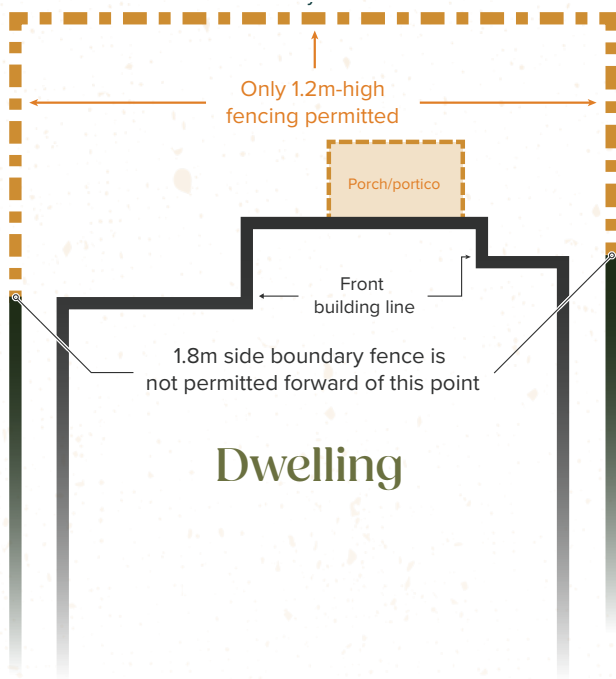 Only 1.2m-high
fencing permitted
Porch/portico
Front
building line
1.8m side boundary fence is
not permitted forward of this point
Dwelling